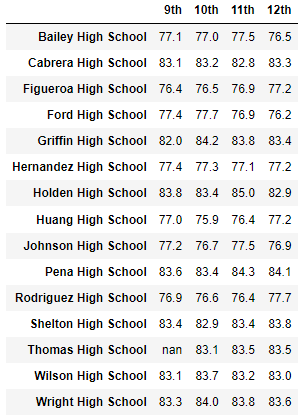 9th 10th 11th 12th
Bailey High School 77.1 77.0 77.5 76.5
Cabrera High School 83.1 83.2 82.8 83.3
Figueroa High School 76.4 76.5 76.9 77.2
Ford High School 77.4 77.7 76.9 76.2
Griffin High School 82.0 84.2 83.8 83.4
Hernandez High School 77.4 77.3 77.1 77.2
Holden High School 83.8 83.4 85.0 82.9
Huang High School 77.0 75.9 76.4 77.2
Johnson High School 77.2 76.7 77.5 76.9
Pena High School 83.6 83.4 84.3 84.1
Rodriguez High School 76.9 76.6 76.4 77.7
Shelton High School 83.4 82.9 83.4 83.8
Thomas High School nan 83.1 83.5 83.5
Wilson High School 83.1 83.7 83.2 83.0
Wright High School 83.3 84.0 83.8 83.6